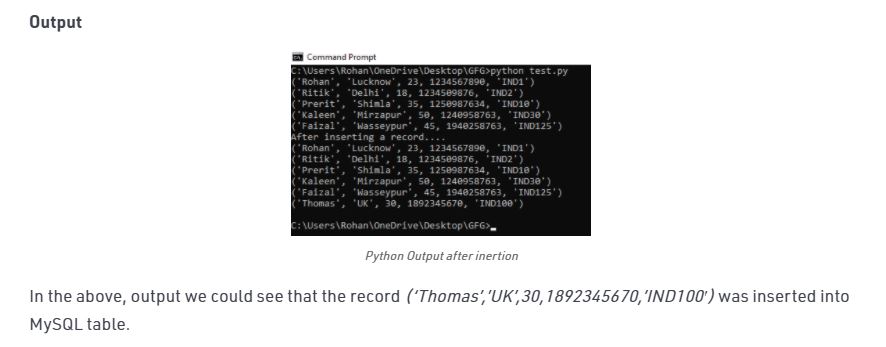 Output
Command Prompt
C:\Users\Rohan\OneDrive\Desktop\GFG>python test.py
('Rohan', 'Lucknow', 23, 1234567890, 'IND1')
('Ritik', 'Delhi', 18, 1234509876, 'IND2')
('Prerit', 'Shimla', 35, 1250987634, 'IND10')
('Kaleen', 'Mirzapur', 50, 1240958763, 'IND30')
('Faizal', 'Wasseypur', 45, 1940258763, 'IND125')
After inserting a record....
('Rohan', 'Lucknow', 23, 1234567890, 'IND1')
('Ritik', 'Delhi', 18, 1234509876, 'IND2')
('Prerit', 'Shimla', 35, 1250987634, 'IND10')
('Kaleen', 'Mirzapur', 50, 1240958763, 'IND30')
('Faizal', 'Wasseypur', 45, 1940258763, 'IND125')
('Thomas', 'UK', 30, 1892345670, 'IND100')
C:\Users\Rohan\OneDrive\Desktop\GFG>_
Python Output after inertion
In the above, output we could see that the record (‘Thomas’,’UK’,30,1892345670,’IND100′) was inserted into
MySQL table.